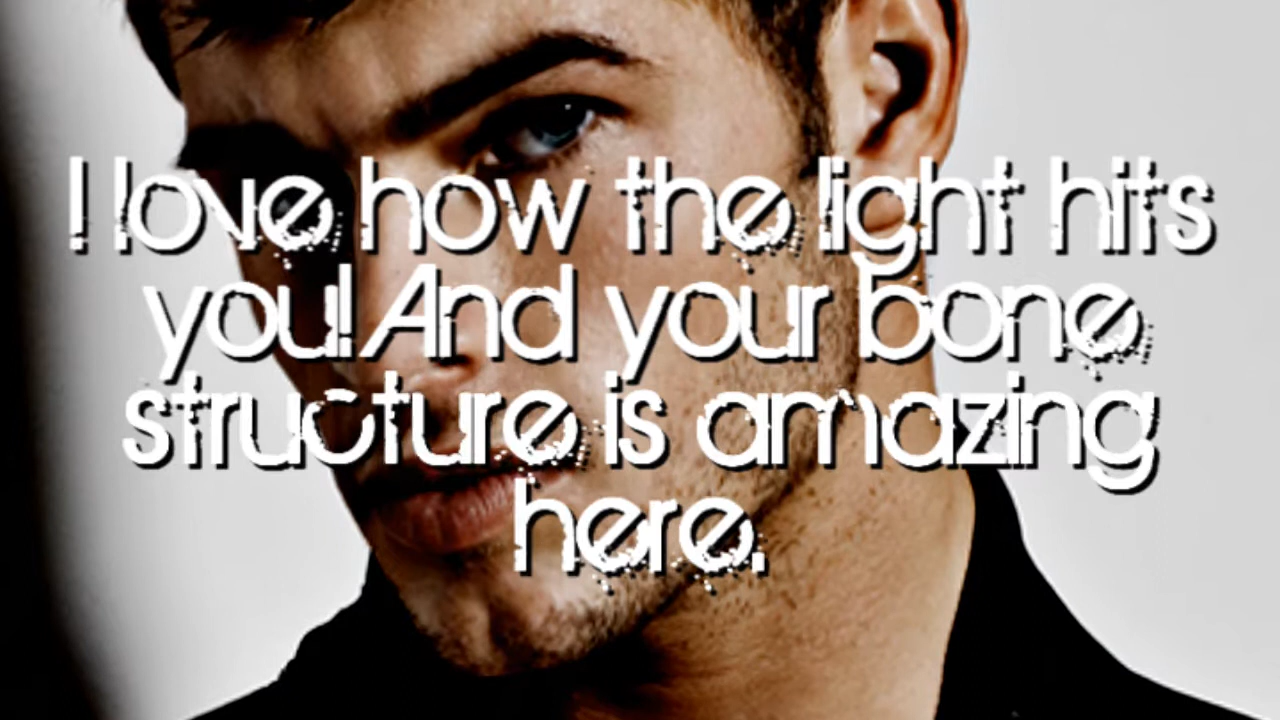 I love how the light hits
you! And your bone
structure is amazing
here.